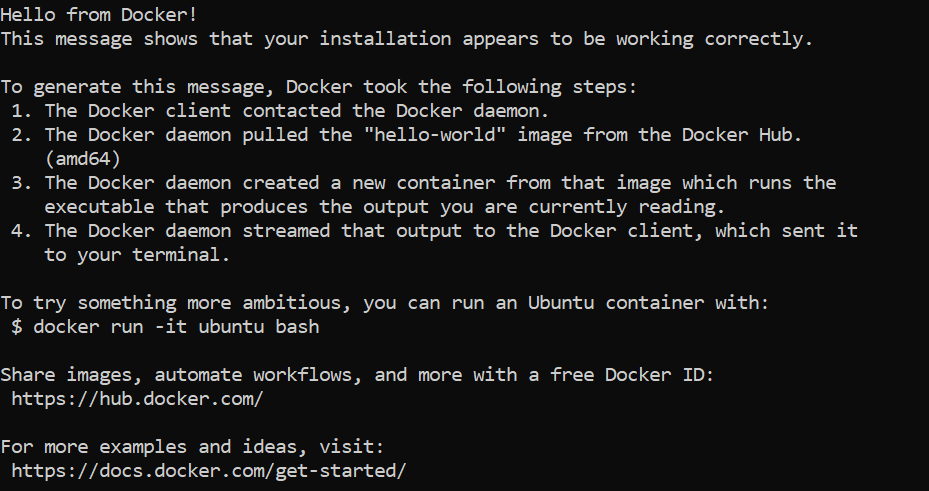 Hello from Docker!
This message shows that your installation appears to be working correctly.
To generate this message, Docker took the following steps:
1. The Docker client contacted the Docker daemon.
2. The Docker daemon pulled the "hello-world" image from the Docker Hub.
(amd64)
3. The Docker daemon created a new container from that image which runs the
executable that produces the output you are currently reading.
4. The Docker daemon streamed that output to the Docker client, which sent it
to your terminal.
To try something more ambitious, you can run an Ubuntu container with:
$ docker run -it ubuntu bash
Share images, automate workflows, and more with a free Docker ID:
https://hub.docker.com/
For more examples and ideas, visit:
https://docs.docker.com/get-started/